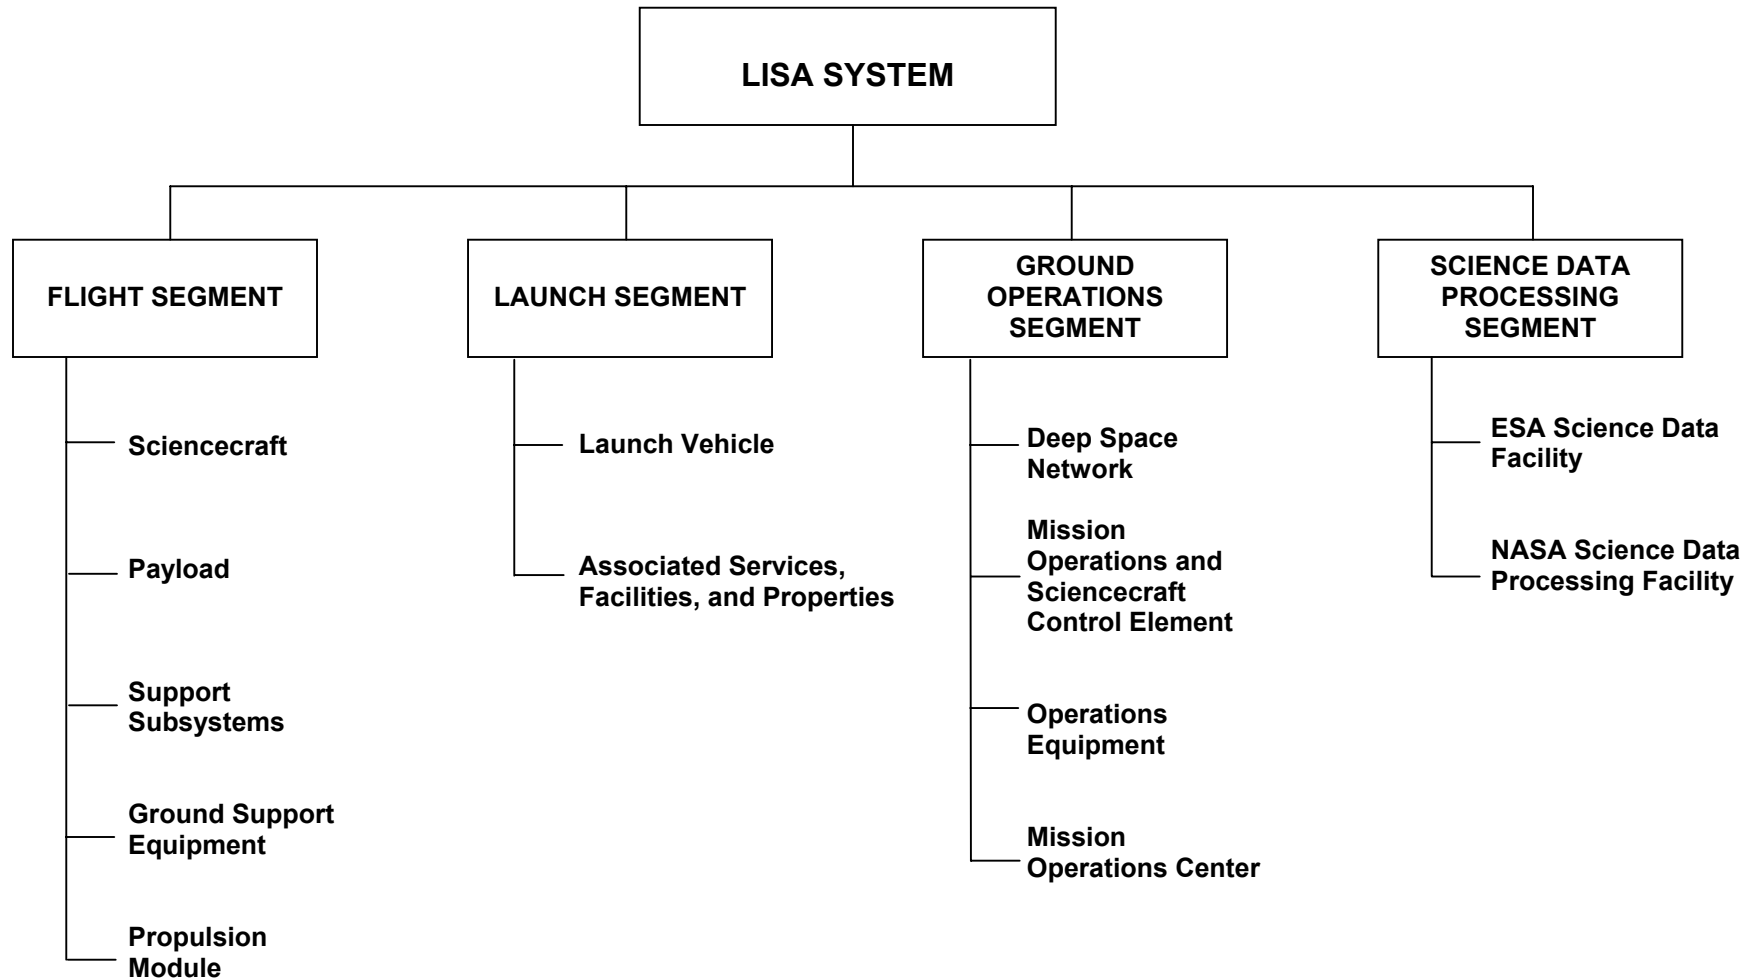 LISA SYSTEM
FLIGHT SEGMENT
Sciencecraft
Payload
Support
Subsystems
Ground Support
Equipment
Propulsion
Module
LAUNCH SEGMENT
Launch Vehicle
Associated Services,
Facilities, and Properties
GROUND
OPERATIONS
SEGMENT
Deep Space
Network
Mission
Operations and
Sciencecraft
Control Element
Operations
Equipment
Mission
Operations Center
SCIENCE DATA
PROCESSING
SEGMENT
ESA Science Data
Facility
NASA Science Data
Processing Facility